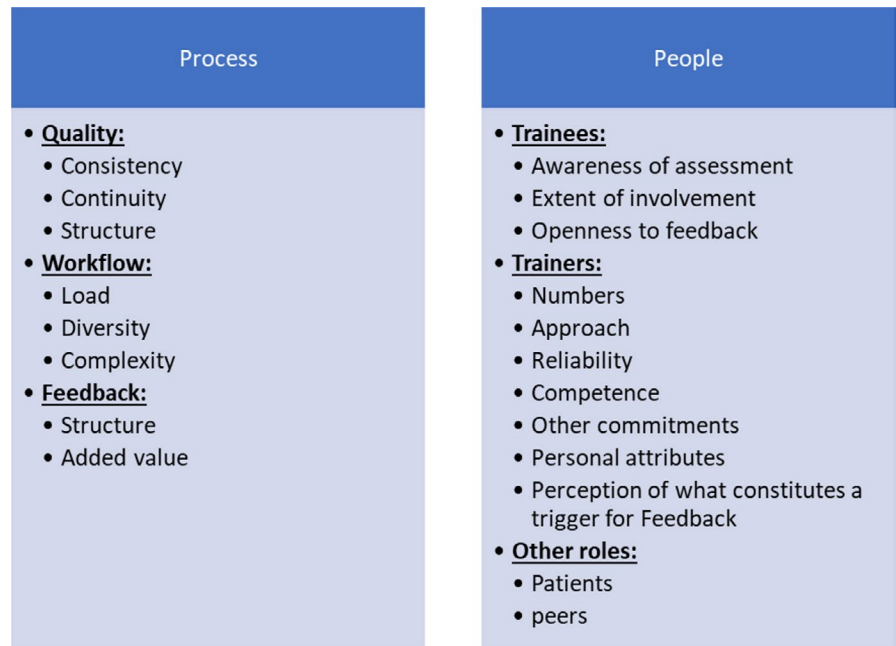 Process
• Quality:
• Consistency
• Continuity
• Structure
• Workflow:
• Load
• Diversity
• Complexity
• Feedback:
• Structure
• Added value
People
• Trainees:
• Awareness of assessment
• Extent of involvement
• Openness to feedback
• Trainers:
• Numbers
• Approach
• Reliability
• Competence
• Other commitments
• Personal attributes
• Perception of what constitutes a
trigger for Feedback
• Other roles:
• Patients
• peers